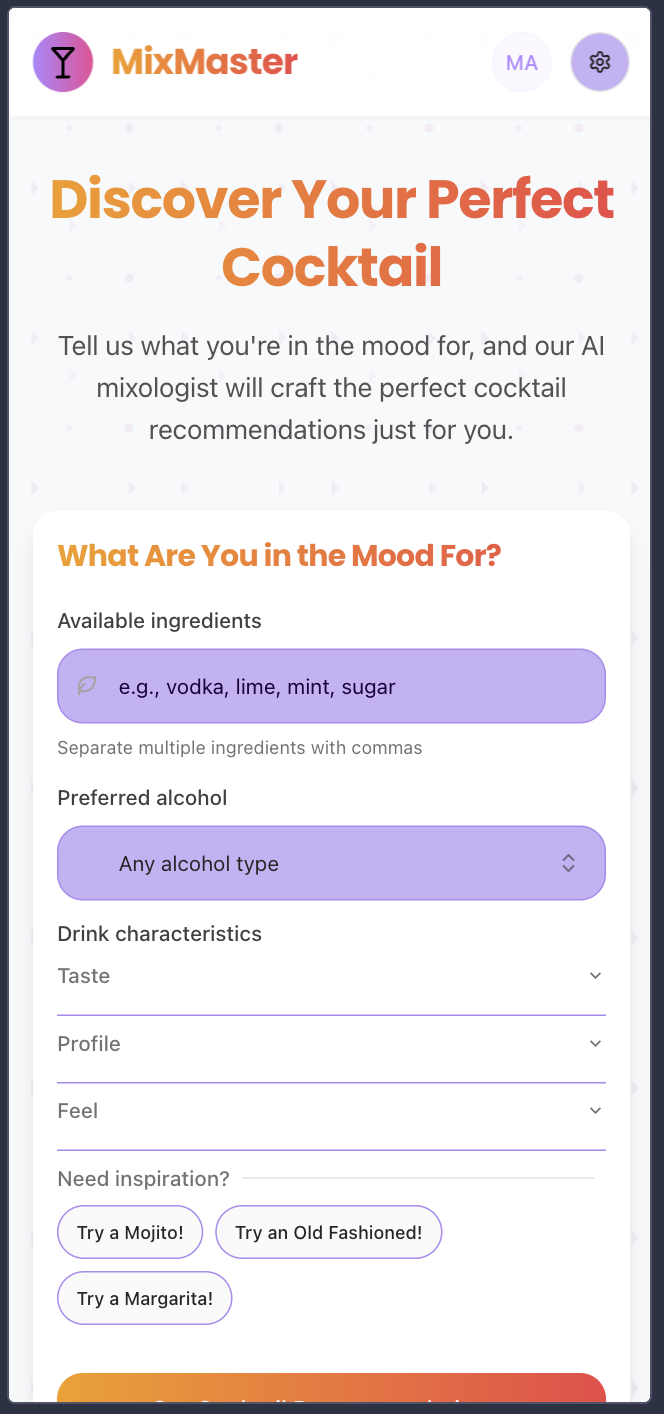 MixMaster
MA
Discover Your Perfect
Cocktail
Tell us what you're in the mood for, and our AI
mixologist will craft the perfect cocktail
recommendations just for you.
What Are You in the Mood For?
Available ingredients
e.g., vodka, lime, mint, sugar
Separate multiple ingredients with commas
Preferred alcohol
Any alcohol type
Drink characteristics
Taste
Profile
Feel
Need inspiration?
Try a Mojito!
Try an Old Fashioned!
Try a Margarita!